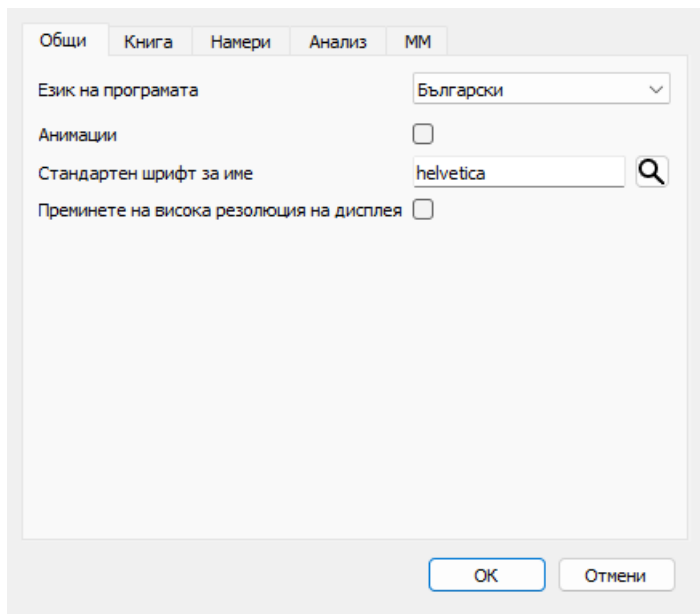 Общи Книга Намери Анализ ММ
Език на програмата Български
Анимации
Стандартен шрифт за име helvetica
Преминете на висока резолюция на дисплея
ОК Отмени